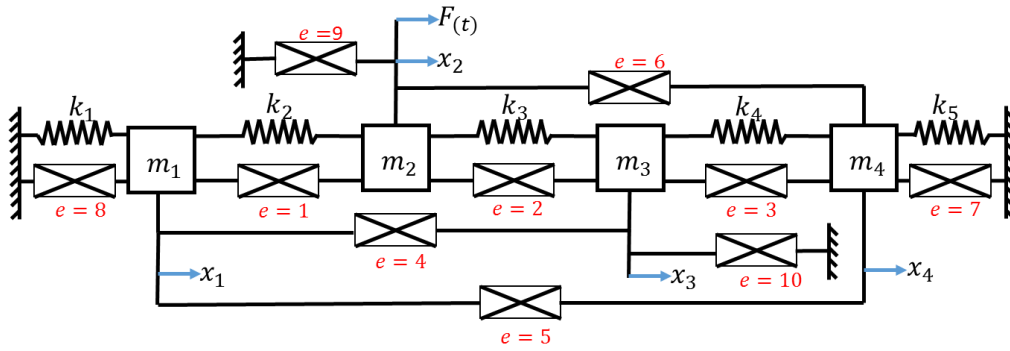 F(t)
e =9
x2
e = 6
k1
k2
k3
k4
k5
m1
m2
m3
m4
e = 8
e = 1
e = 2
e = 3
e = 7
e = 4
x1
x3
e = 10
x4
e = 5